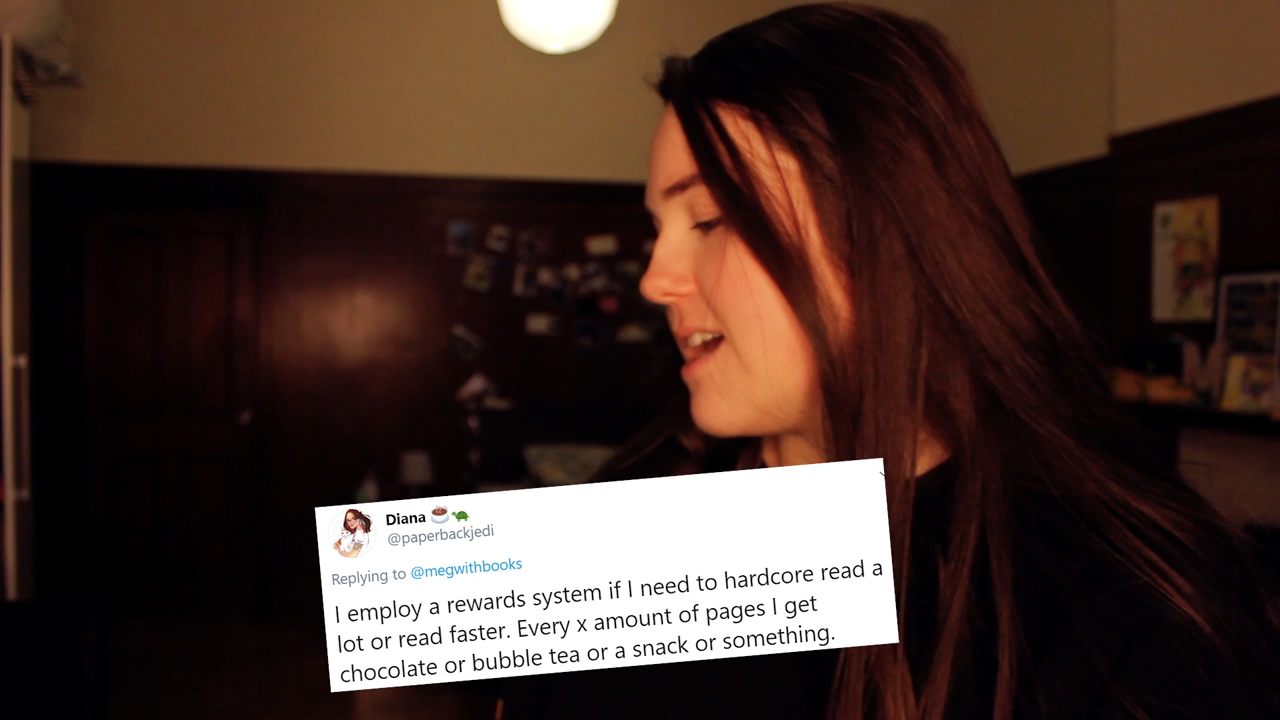 Diana ☕🐢
@paperbackjedi
Replying to @megwithbooks
I employ a rewards system if I need to hardcore read a
lot or read faster. Every x amount of pages I get
chocolate or bubble tea or a snack or something.